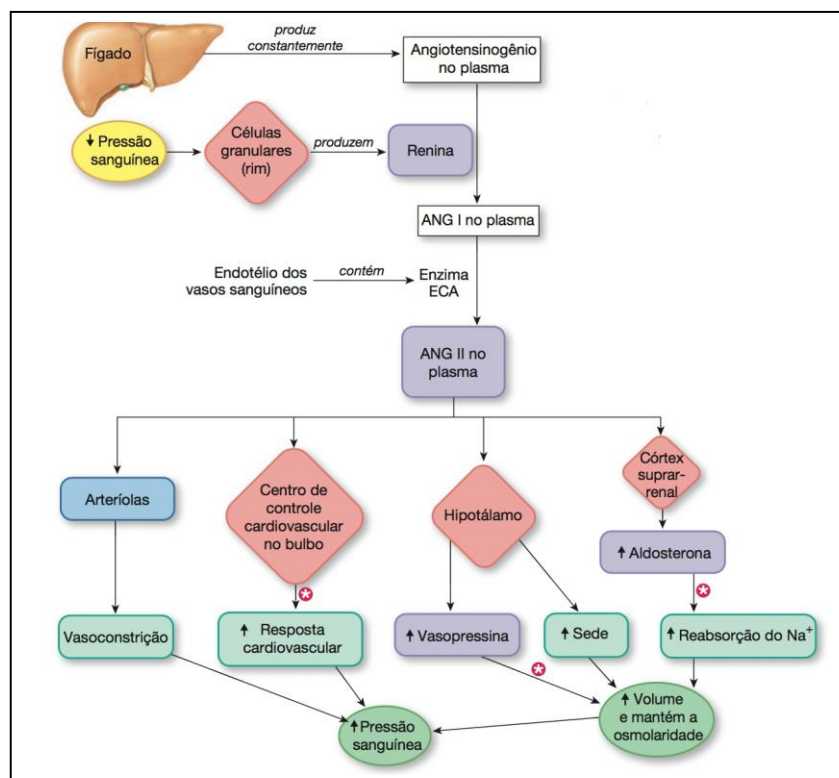 produz
constantemente
Fígado
Angiotensinogênio
no plasma
↓ Pressão
sanguínea
Células
granulares
(rim)
produzem
Renina
ANG I no plasma
Endotélio dos
vasos sanguíneos
contém
Enzima
ECA
ANG II no
plasma
Arteríolas
Centro de
controle
cardiovascular
no bulbo
Hipotálamo
Córtex
suprar-
renal
↑ Aldosterona
Vasoconstrição
↑ Resposta
cardiovascular
↑ Vasopressina
↑ Sede
↑ Reabsorção do Na⁺
↑ Pressão
sanguínea
↑ Volume
e mantém a
osmolaridade